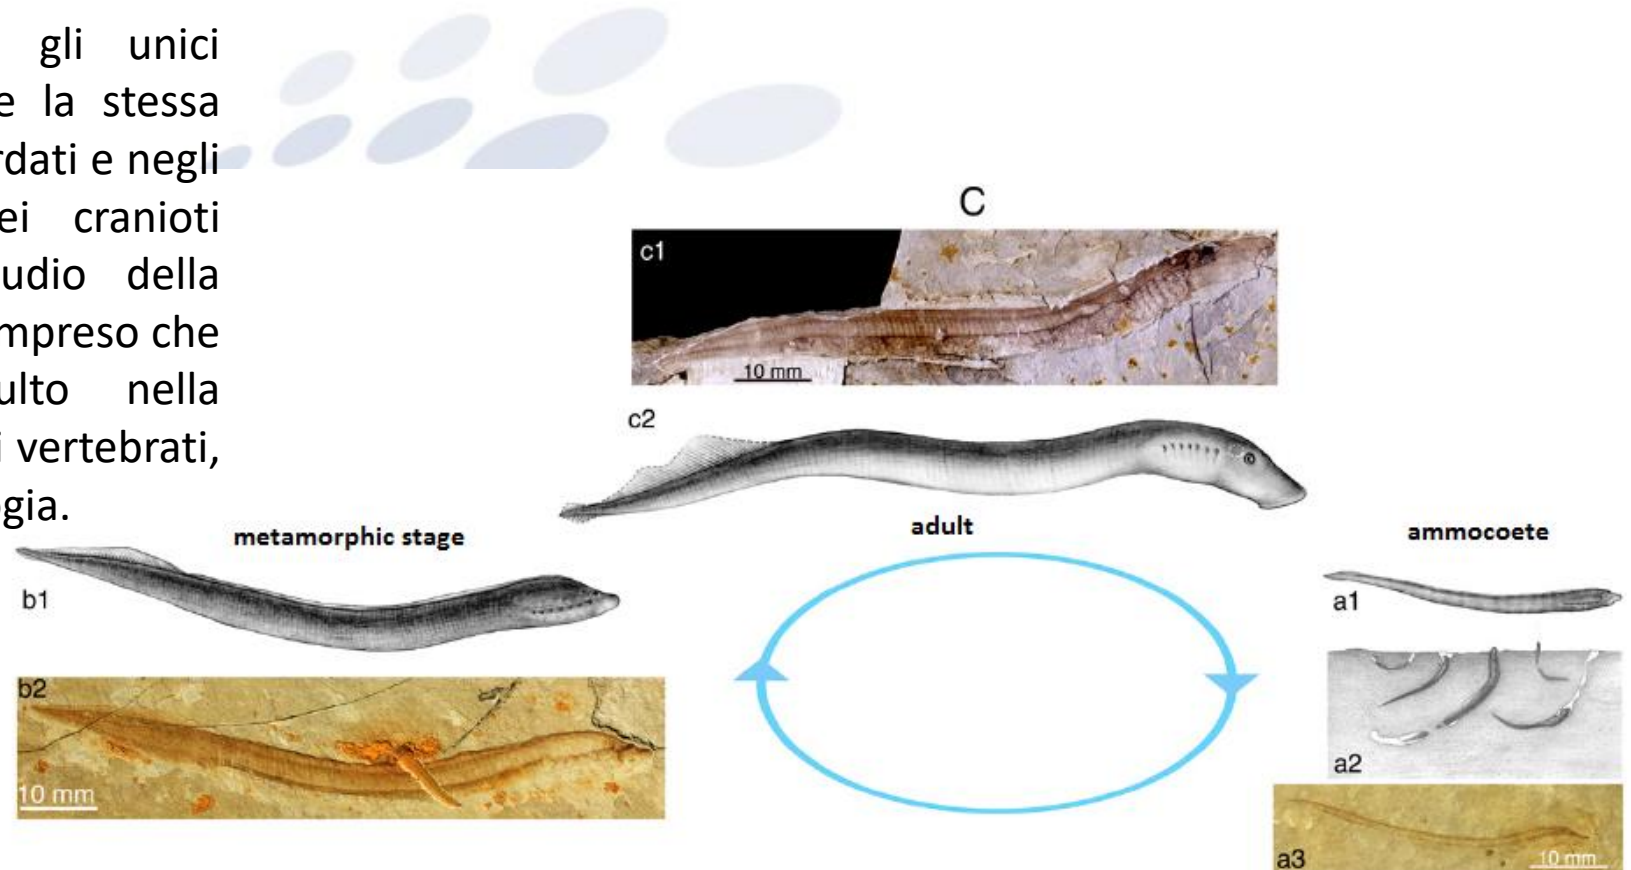 gli unici
e la stessa
rdati e negli
ei cranioti
udio della
mpreso che
ulto nella
i vertebrati,
gia.
C
c1
10 mm
c2
metamorphic stage
adult
ammocoete
b1
a1
b2
10 mm
a2
a3
10 mm